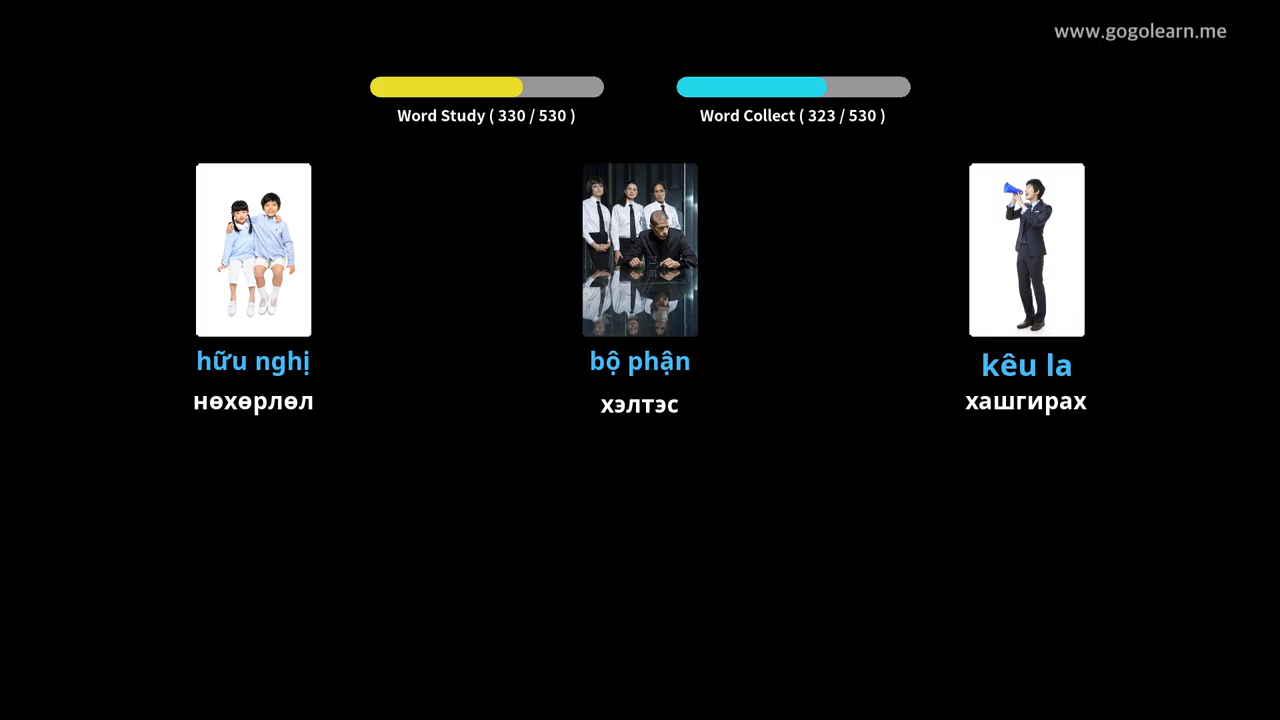 www.gogolearn.me
Word Study ( 330 / 530 )
Word Collect ( 323 / 530 )
hữu nghị
bộ phận
kêu la
нөхөрлөл
хэлтэс
хашгирах